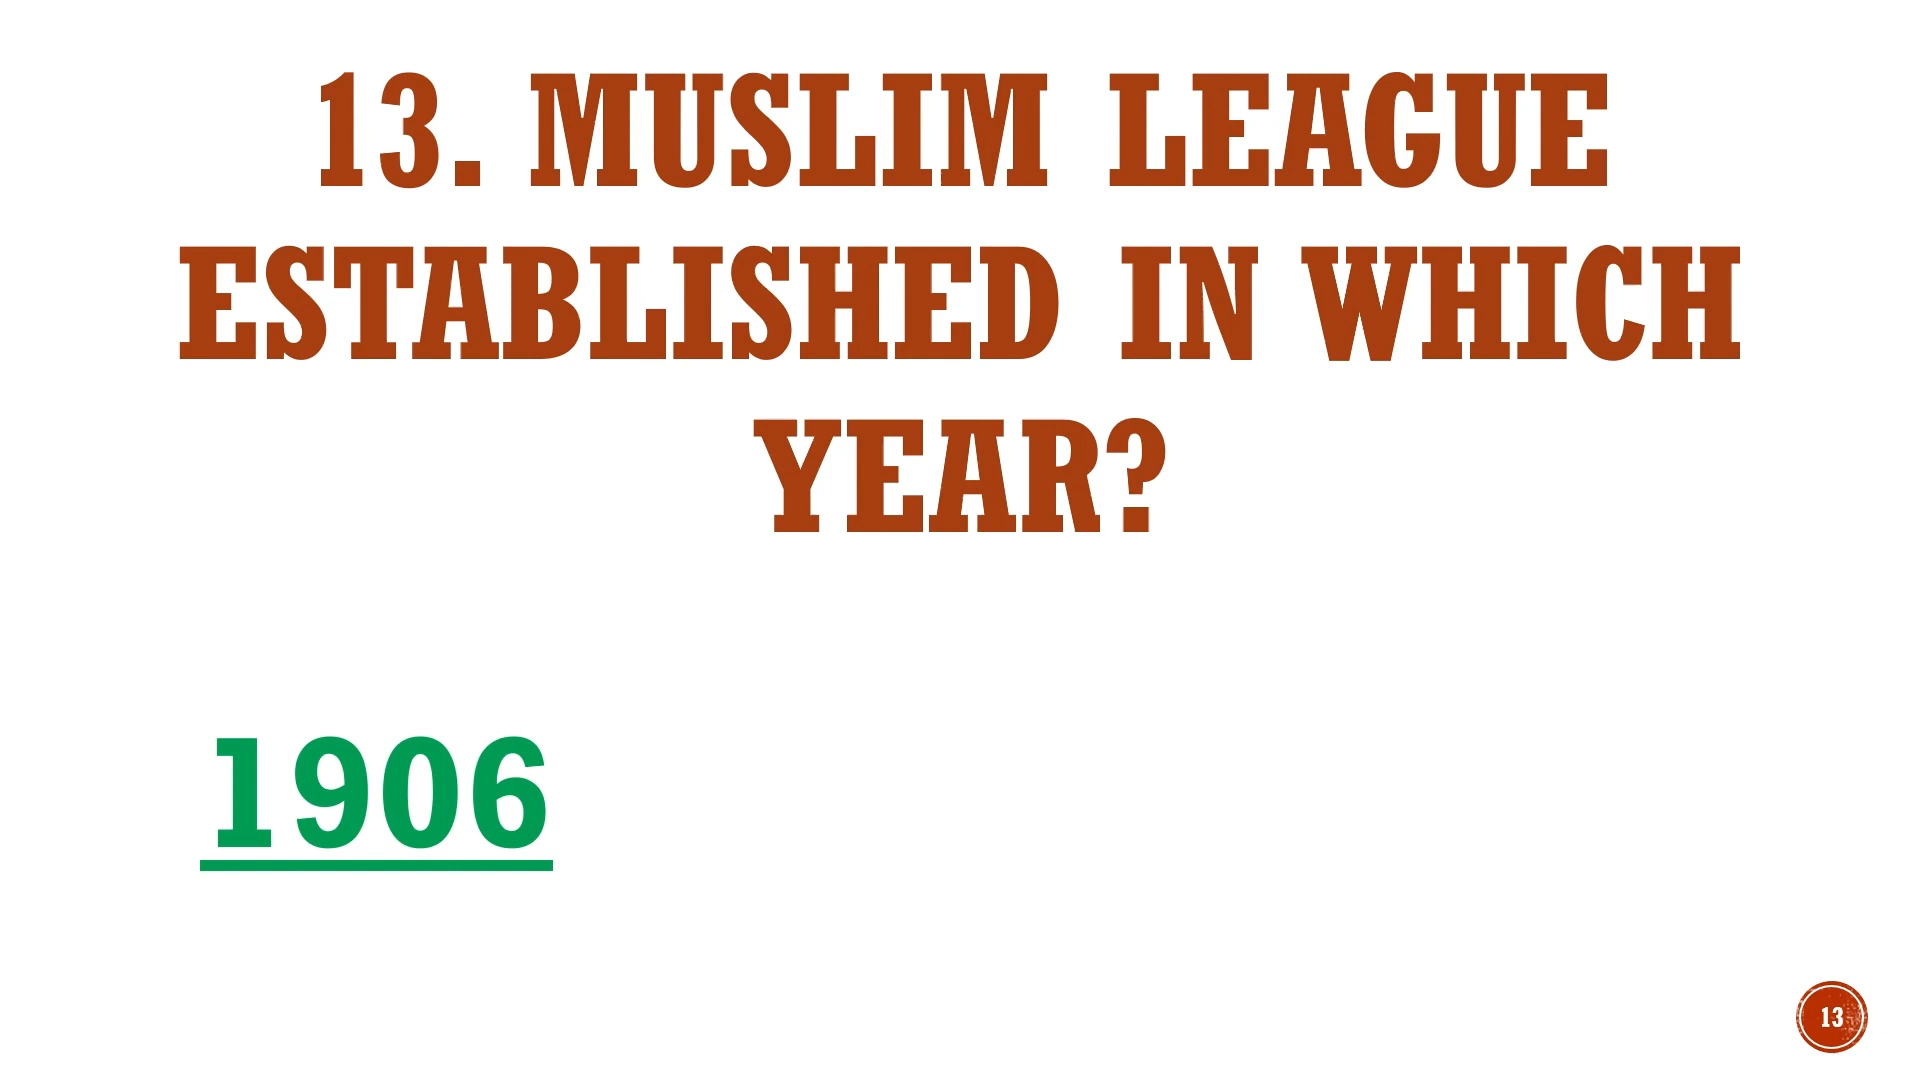 13. MUSLIM LEAGUE
ESTABLISHED IN WHICH
YEAR?
1906
13